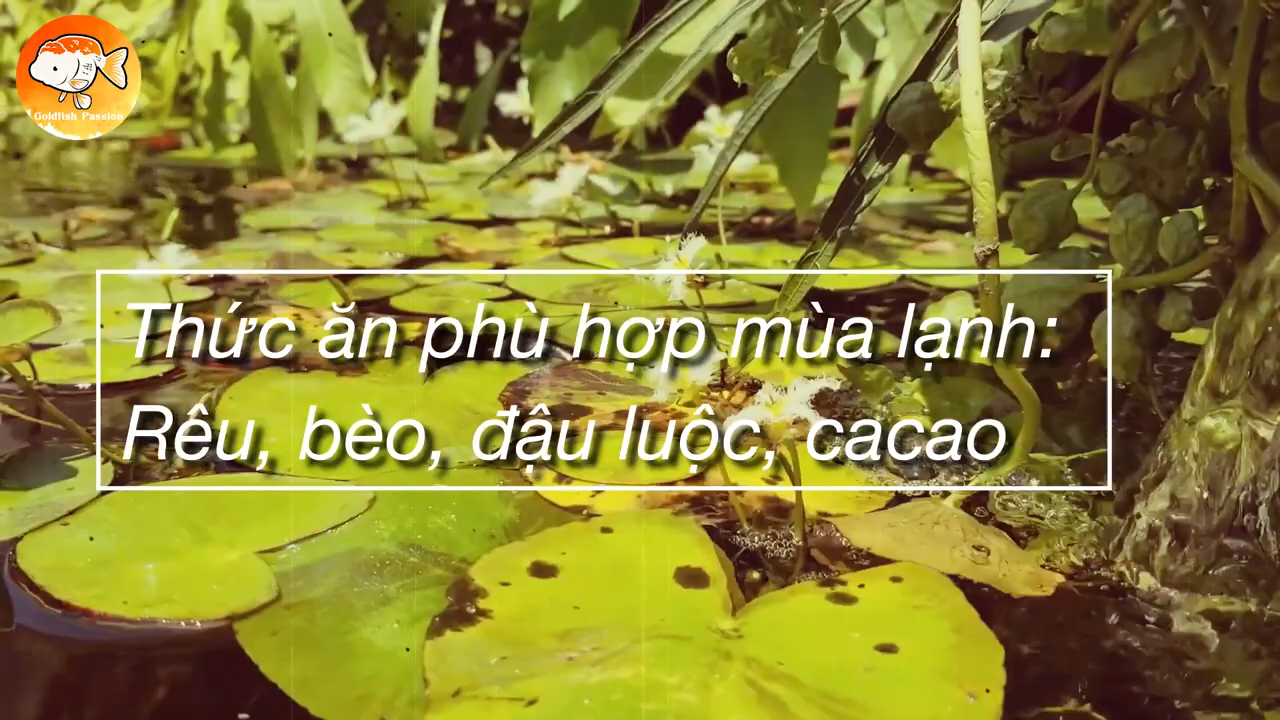 Goldfish Passion
Thức ăn phù hợp mùa lạnh:
Rêu, bèo, đậu luộc, cacao